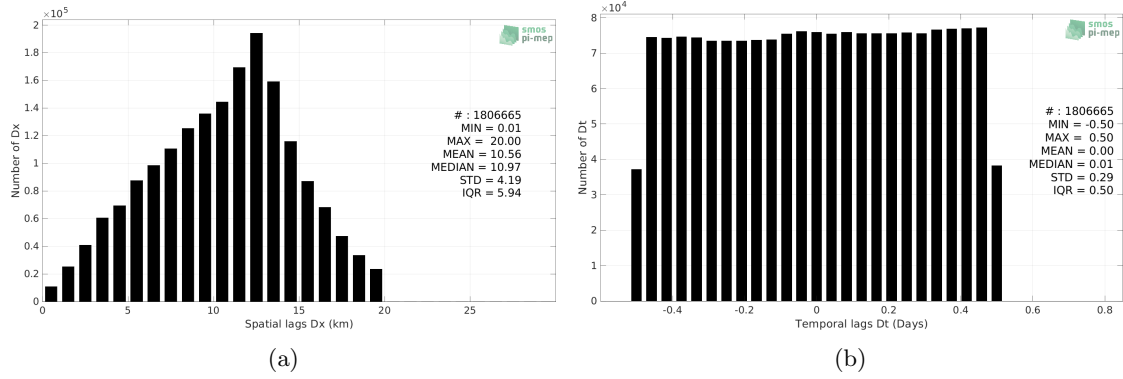 ×10^5
smos
pi-mep
2
1.8
1.6
1.4
1.2
1
0.8
0.6
0.4
0.2
0
Number of Dx
# : 1806665
MIN = 0.01
MAX = 20.00
MEAN = 10.56
MEDIAN = 10.97
STD = 4.19
IQR = 5.94
0 5 10 15 20 25
Spatial lags Dx (km)
(a)
×10^4
smos
pi-mep
8
7
6
5
4
3
2
1
0
Number of Dt
# : 1806665
MIN = -0.50
MAX = 0.50
MEAN = 0.00
MEDIAN = 0.01
STD = 0.29
IQR = 0.50
-0.4 -0.2 0 0.2 0.4 0.6 0.8
Temporal lags Dt (Days)
(b)